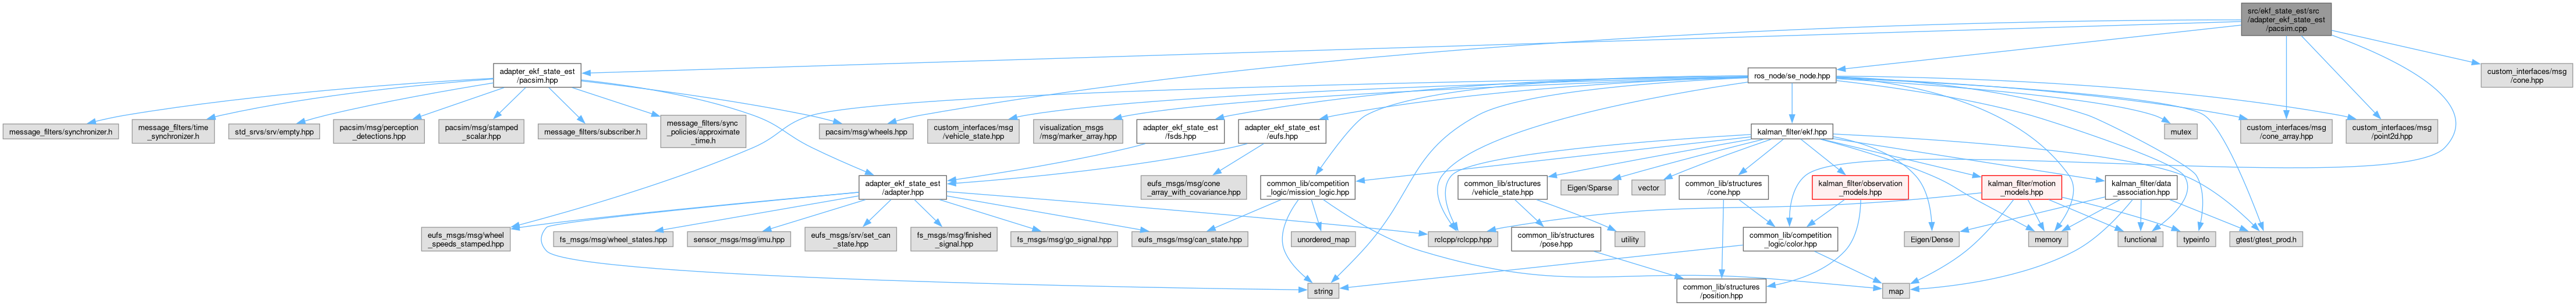 src/ekf_state_est/src
/adapter_ekf_state_est
/pacsim.cpp
adapter_ekf_state_est
/pacsim.hpp
ros_node/se_node.hpp
custom_interfaces/msg
/cone.hpp
message_filters/synchronizer.h
message_filters/time
_synchronizer.h
std_srvs/srv/empty.hpp
pacsim/msg/perception
_detections.hpp
pacsim/msg/stamped
_scalar.hpp
message_filters/subscriber.h
message_filters/sync
_policies/approximate
_time.h
pacsim/msg/wheels.hpp
custom_interfaces/msg
/vehicle_state.hpp
visualization_msgs
/msg/marker_array.hpp
adapter_ekf_state_est
/fsds.hpp
adapter_ekf_state_est
/eufs.hpp
kalman_filter/ekf.hpp
mutex
custom_interfaces/msg
/cone_array.hpp
custom_interfaces/msg
/point2d.hpp
adapter_ekf_state_est
/adapter.hpp
eufs_msgs/msg/cone
_array_with_covariance.hpp
common_lib/competition
_logic/mission_logic.hpp
common_lib/structures
/vehicle_state.hpp
Eigen/Sparse
vector
common_lib/structures
/cone.hpp
kalman_filter/observation
_models.hpp
kalman_filter/motion
_models.hpp
kalman_filter/data
_association.hpp
eufs_msgs/msg/wheel
_speeds_stamped.hpp
fs_msgs/msg/wheel_states.hpp
sensor_msgs/msg/imu.hpp
eufs_msgs/srv/set_can
_state.hpp
fs_msgs/msg/finished
_signal.hpp
fs_msgs/msg/go_signal.hpp
eufs_msgs/msg/can_state.hpp
unordered_map
rclcpp/rclcpp.hpp
common_lib/structures
/pose.hpp
utility
common_lib/competition
_logic/color.hpp
Eigen/Dense
memory
functional
typeinfo
gtest/gtest_prod.h
string
common_lib/structures
/position.hpp
map